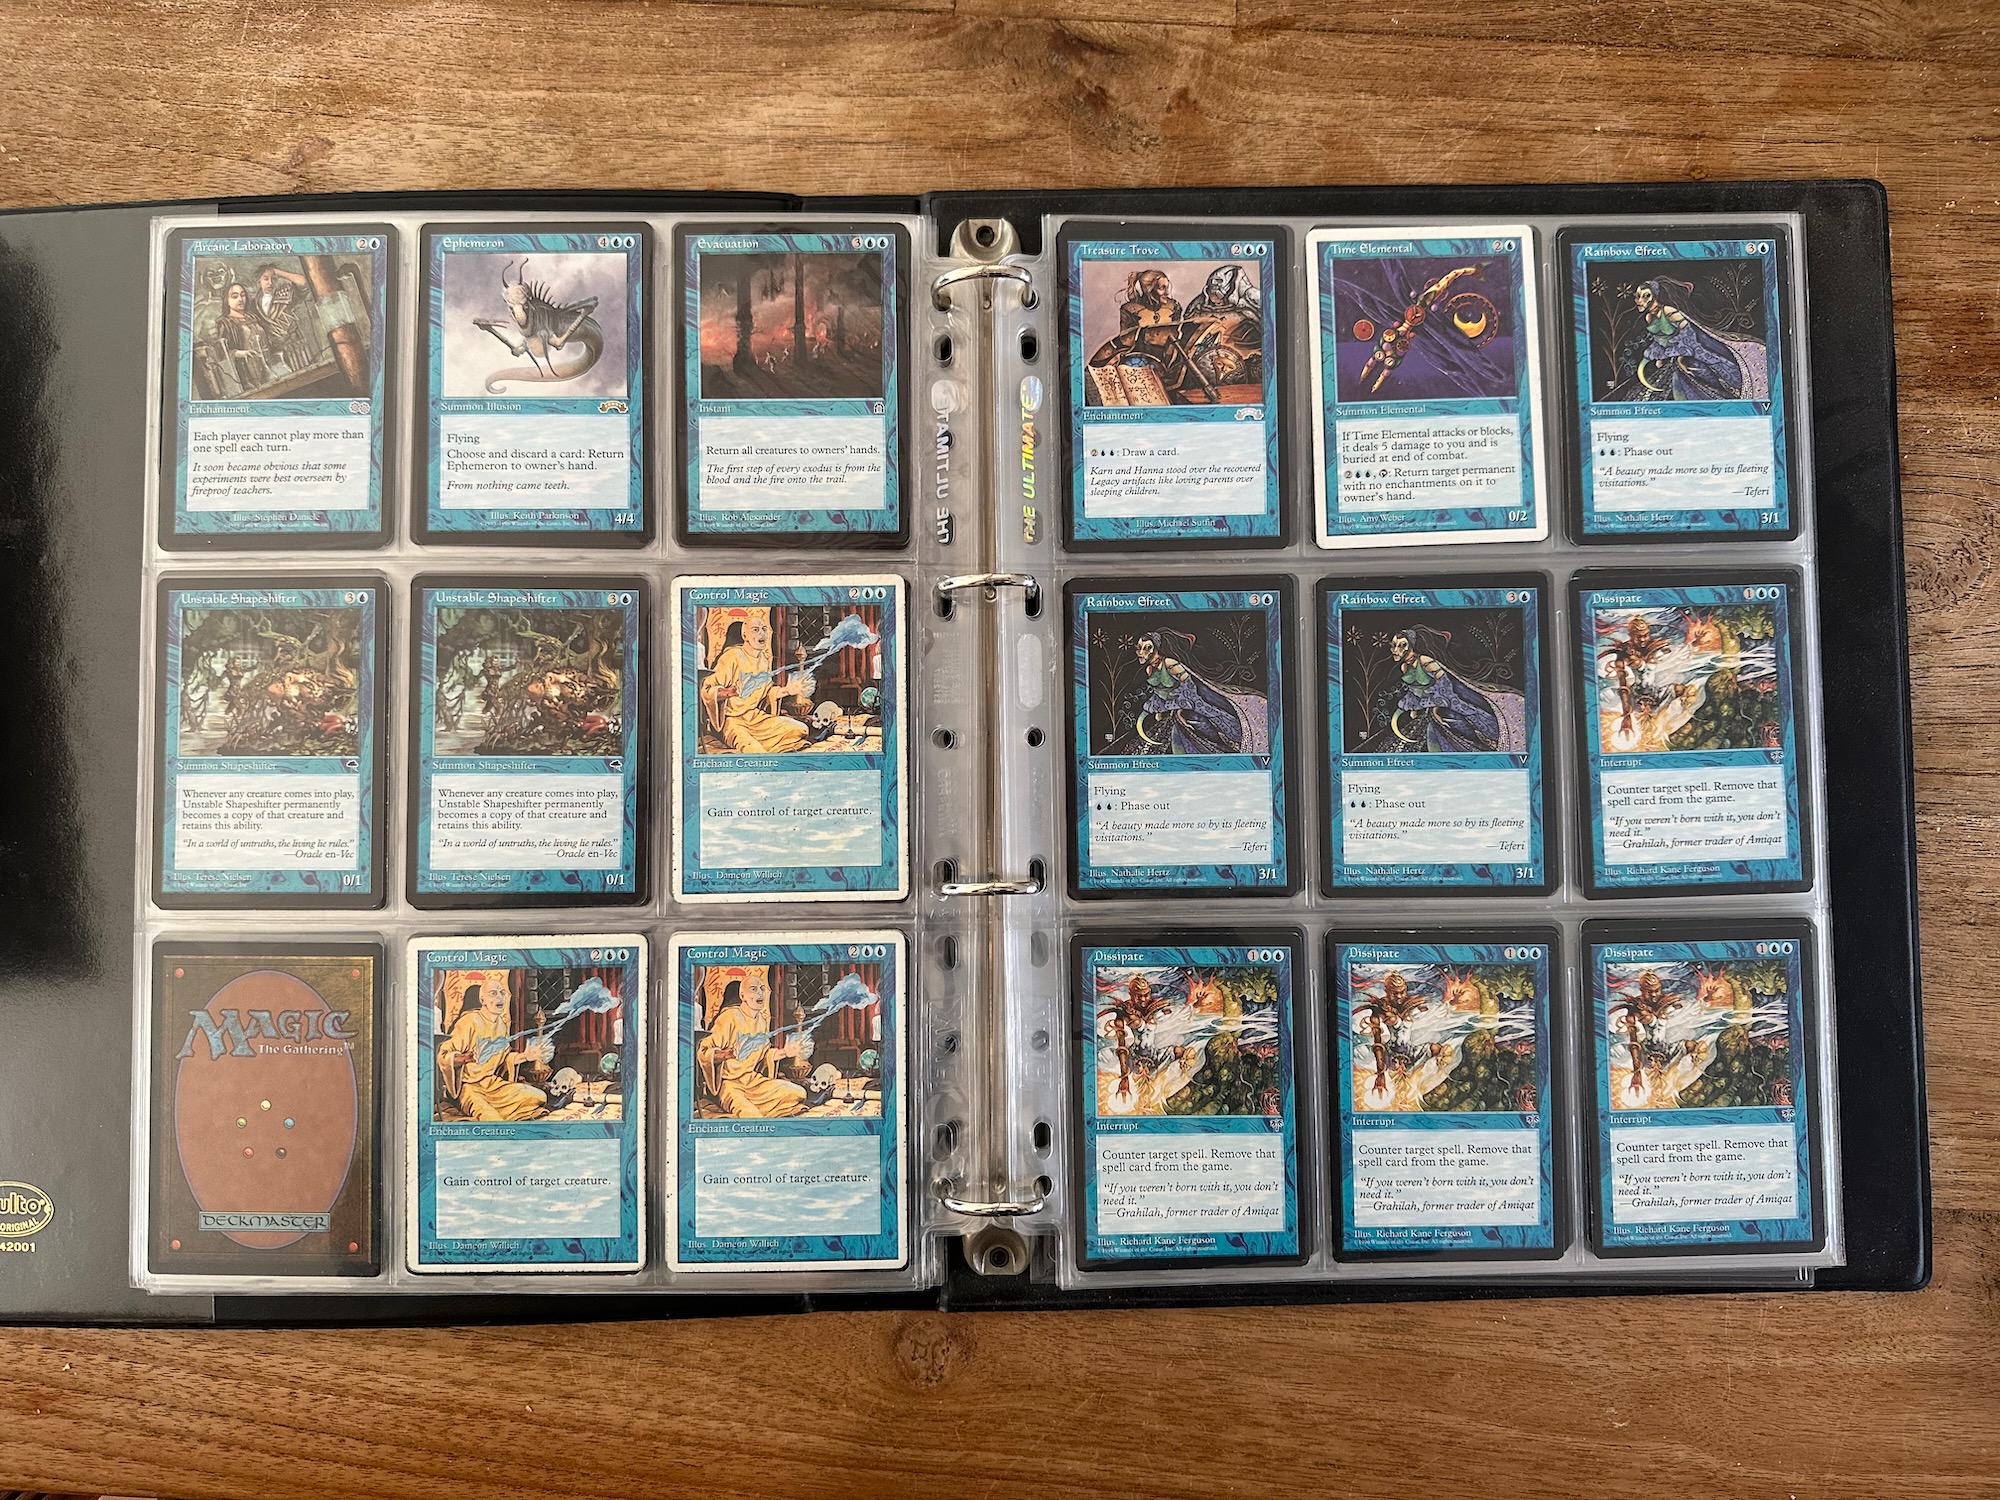 Arcane Laboratory 2
Enchantment
Each player cannot play more than
one spell each turn.
It soon became obvious that some
experiments were best overseen by
fireproof teachers.
Illus. Stephen Daniele
Ephemeron 4
Summon Illusion
Flying
Choose and discard a card: Return
Ephemeron to owner's hand.
From nothing came teeth.
Illus. Keith Parkinson
4/4
Evacuation 3
Instant
Return all creatures to owners' hands.
The first step of every exodus is from the
blood and the fire onto the trail.
Illus. Rob Alexander
Unstable Shapeshifter 3
Summon Shapeshifter
Whenever any creature comes into play,
Unstable Shapeshifter permanently
becomes a copy of that creature and
retains this ability.
"In a world of untruths, the living lie rules."
—Oracle en-Vec
Illus. Terese Nielsen
0/1
Unstable Shapeshifter 3
Summon Shapeshifter
Whenever any creature comes into play,
Unstable Shapeshifter permanently
becomes a copy of that creature and
retains this ability.
"In a world of untruths, the living lie rules."
—Oracle en-Vec
Illus. Terese Nielsen
0/1
Control Magic 2
Enchant Creature
Gain control of target creature.
Illus. Dameon Willich
MAGIC
The Gathering
DECKMASTER
Control Magic 2
Enchant Creature
Gain control of target creature.
Illus. Dameon Willich
Control Magic 2
Enchant Creature
Gain control of target creature.
Illus. Dameon Willich
ORIGINAL
42001
THE ULTIMATE
THE ULTIMATE
Treasure Trove 2
Enchantment
2: Draw a card.
Karn and Hanna stood over the recovered
Legacy artifacts like loving parents over
sleeping children.
Illus. Michael Sutfin
Time Elemental 2
Summon Elemental
If Time Elemental attacks or blocks,
it deals 5 damage to you and is
buried at end of combat.
2, : Return target permanent
with no enchantments on it to
owner's hand.
Illus. Amy Weber
0/2
Rainbow Efreet 3
Summon Efreet
Flying
: Phase out
"A beauty made more so by its fleeting
visitations."
—Teferi
Illus. Nathalie Hertz
3/1
Rainbow Efreet 3
Summon Efreet
Flying
: Phase out
"A beauty made more so by its fleeting
visitations."
—Teferi
Illus. Nathalie Hertz
3/1
Rainbow Efreet 3
Summon Efreet
Flying
: Phase out
"A beauty made more so by its fleeting
visitations."
—Teferi
Illus. Nathalie Hertz
3/1
Dissipate 1
Interrupt
Counter target spell. Remove that
spell card from the game.
"If you weren't born with it, you don't
need it."
—Grahilah, former trader of Amiqat
Illus. Richard Kane Ferguson
Dissipate 1
Interrupt
Counter target spell. Remove that
spell card from the game.
"If you weren't born with it, you don't
need it."
—Grahilah, former trader of Amiqat
Illus. Richard Kane Ferguson
Dissipate 1
Interrupt
Counter target spell. Remove that
spell card from the game.
"If you weren't born with it, you don't
need it."
—Grahilah, former trader of Amiqat
Illus. Richard Kane Ferguson
Dissipate 1
Interrupt
Counter target spell. Remove that
spell card from the game.
"If you weren't born with it, you don't
need it."
—Grahilah, former trader of Amiqat
Illus. Richard Kane Ferguson